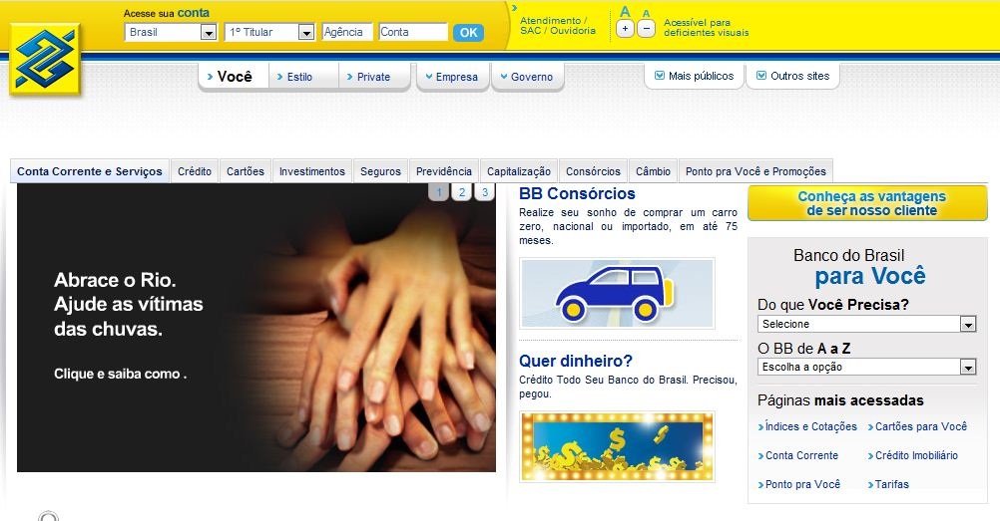 Acesse sua conta
Brasil
1º Titular
Agência
Conta
OK
Atendimento /
SAC / Ouvidoria
A A
+ −
Acessível para
deficientes visuais
Você
Estilo
Private
Empresa
Governo
Mais públicos
Outros sites
Conta Corrente e Serviços
Crédito
Cartões
Investimentos
Seguros
Previdência
Capitalização
Consórcios
Câmbio
Ponto pra Você e Promoções
1 2 3
Abrace o Rio.
Ajude as vítimas
das chuvas.
Clique e saiba como .
BB Consórcios
Realize seu sonho de comprar um carro
zero, nacional ou importado, em até 75
meses.
Quer dinheiro?
Crédito Todo Seu Banco do Brasil. Precisou,
pegou.
$ $ $
Conheça as vantagens
de ser nosso cliente
Banco do Brasil
para Você
Do que Você Precisa?
Selecione
O BB de A a Z
Escolha a opção
Páginas mais acessadas
Índices e Cotações
Cartões para Você
Conta Corrente
Crédito Imobiliário
Ponto pra Você
Tarifas